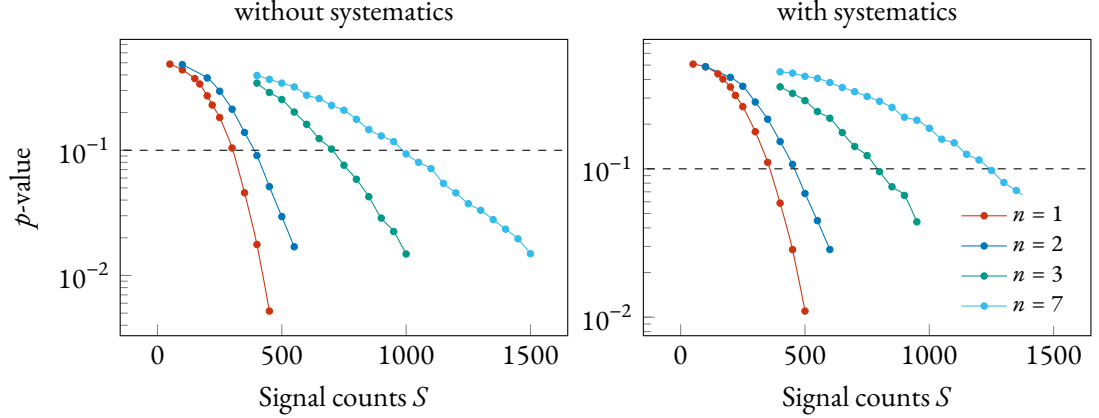 without systematics
with systematics
p-value
10⁻¹
10⁻²
0
500
1000
1500
Signal counts S
10⁻¹
10⁻²
0
500
1000
1500
Signal counts S
n = 1
n = 2
n = 3
n = 7